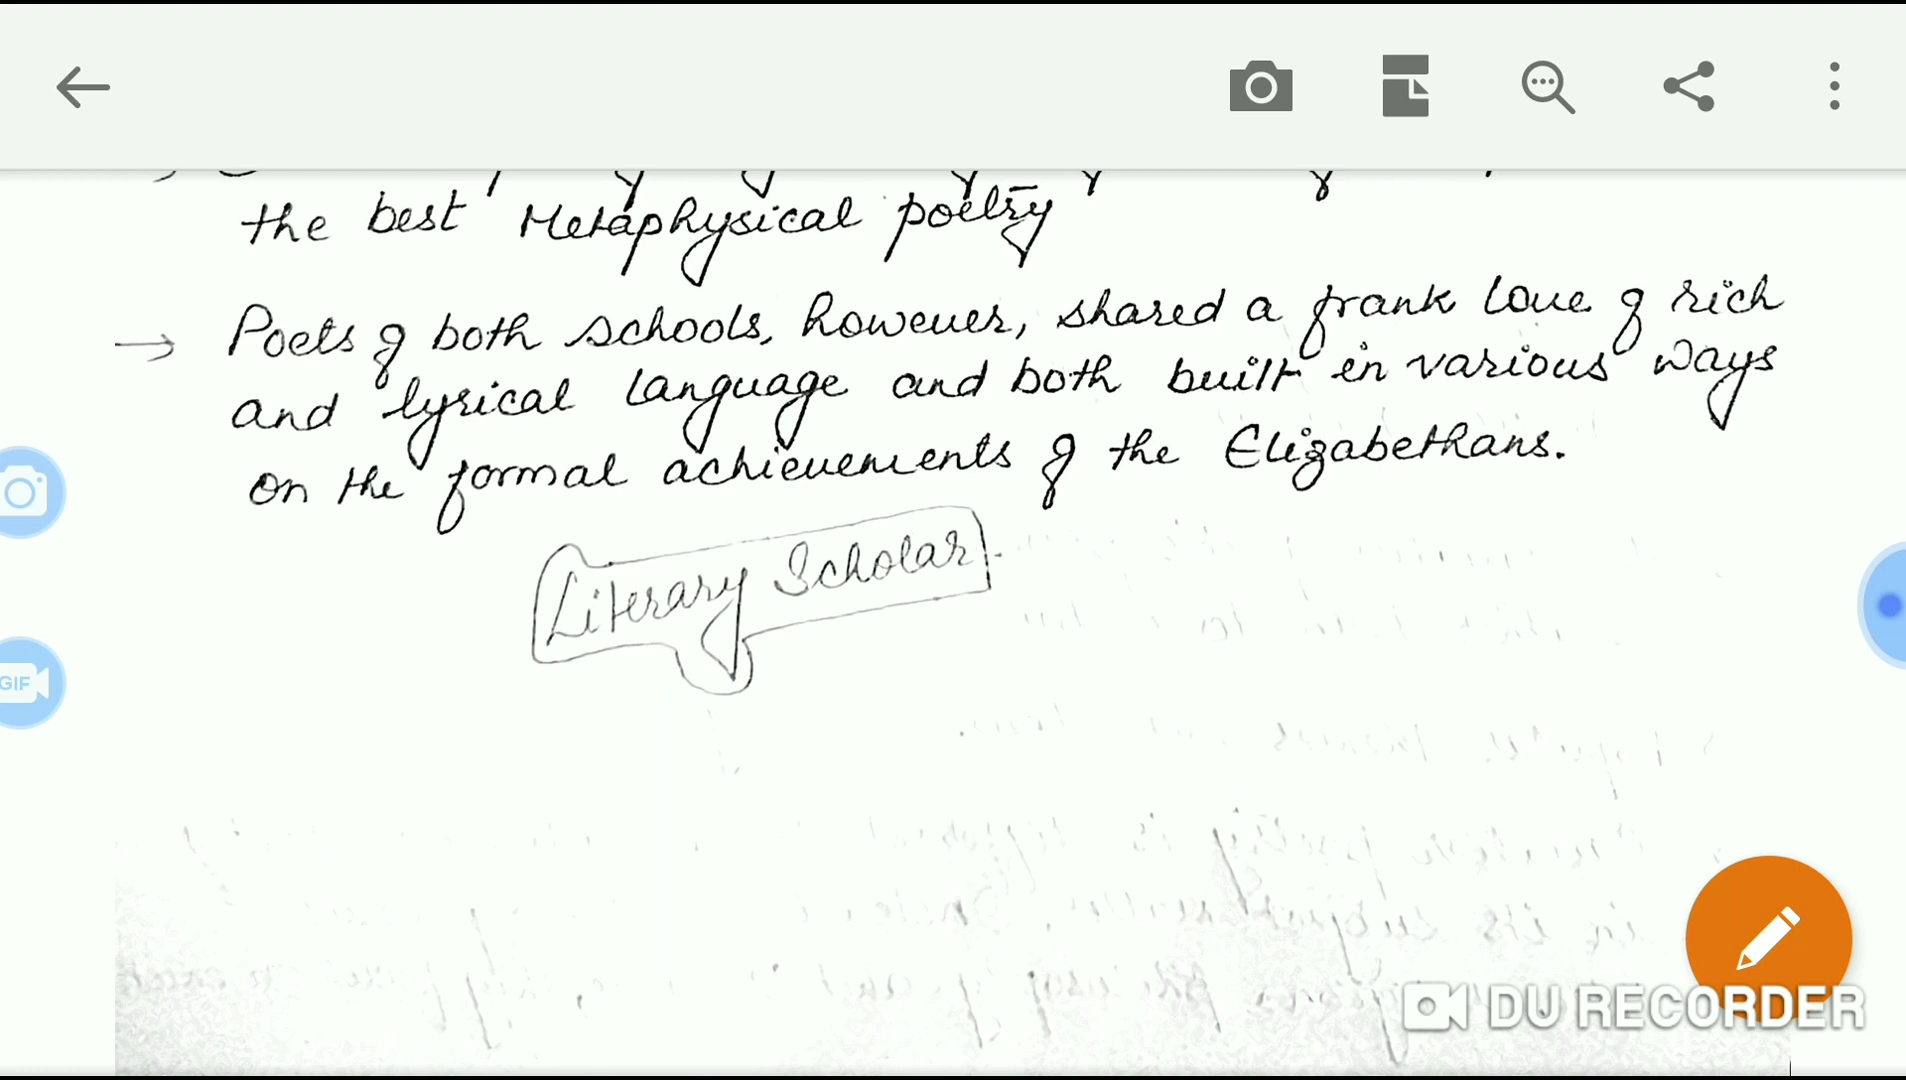 the best Metaphysical poetry
→ Poets of both schools, however, shared a frank love of rich
and lyrical language and both built in various ways
on the formal achievements of the Elizabethans.
Literary Scholar
GIF
DU RECORDER